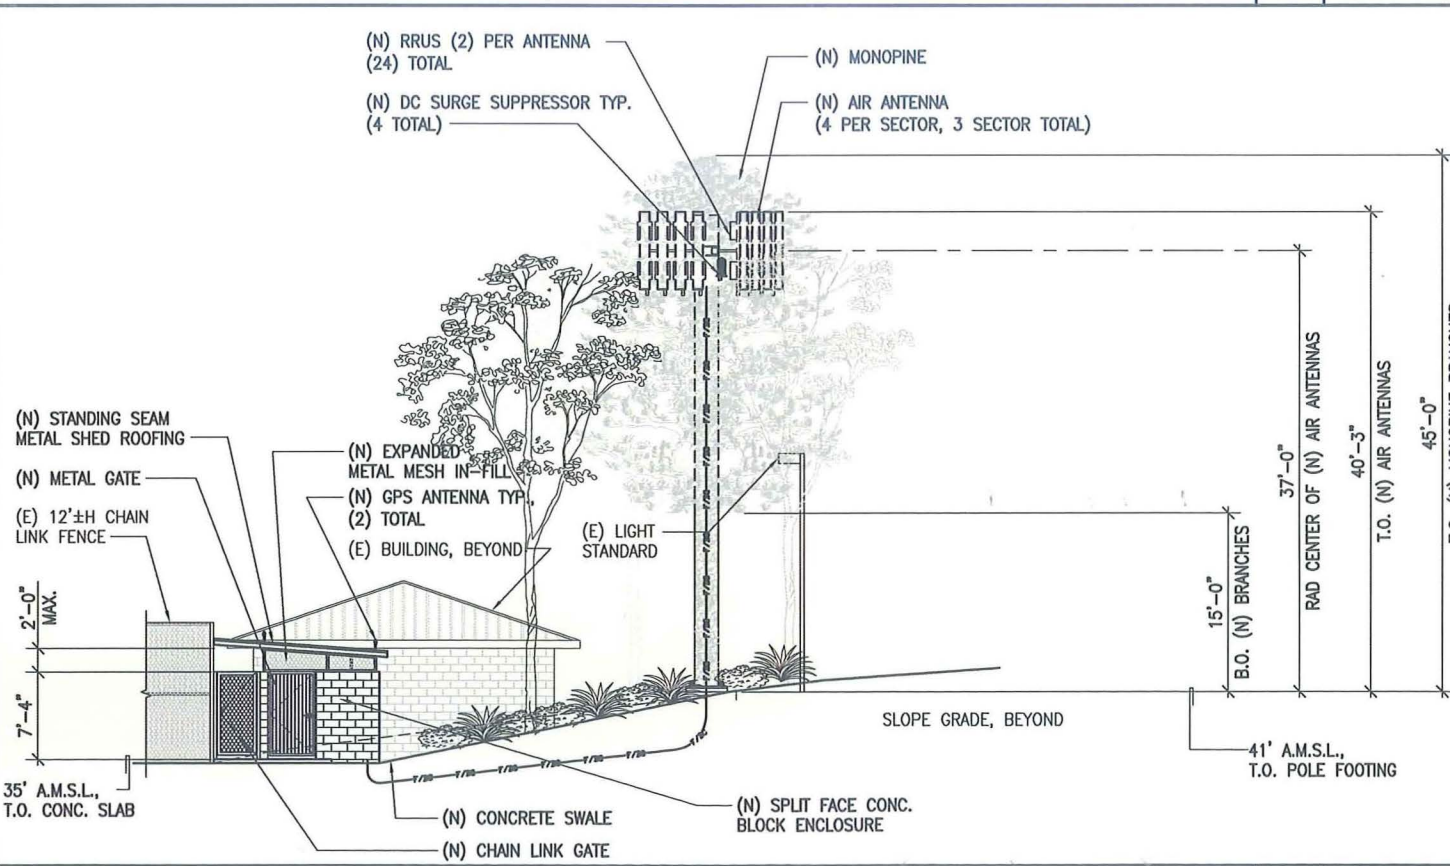 (N) RRUS (2) PER ANTENNA
(24) TOTAL
(N) DC SURGE SUPPRESSOR TYP.
(4 TOTAL)
(N) MONOPINE
(N) AIR ANTENNA
(4 PER SECTOR, 3 SECTOR TOTAL)
(N) STANDING SEAM
METAL SHED ROOFING
(N) METAL GATE
(E) 12'±H CHAIN
LINK FENCE
(N) EXPANDED
METAL MESH IN-FILL
(N) GPS ANTENNA TYP.,
(2) TOTAL
(E) BUILDING, BEYOND
(E) LIGHT
STANDARD
2'-0"
MAX.
7'-4"
15'-0"
B.O. (N) BRANCHES
37'-0"
RAD CENTER OF (N) AIR ANTENNAS
40'-3"
T.O. (N) AIR ANTENNAS
45'-0"
SLOPE GRADE, BEYOND
41' A.M.S.L.,
T.O. POLE FOOTING
35' A.M.S.L.,
T.O. CONC. SLAB
(N) CONCRETE SWALE
(N) CHAIN LINK GATE
(N) SPLIT FACE CONC.
BLOCK ENCLOSURE